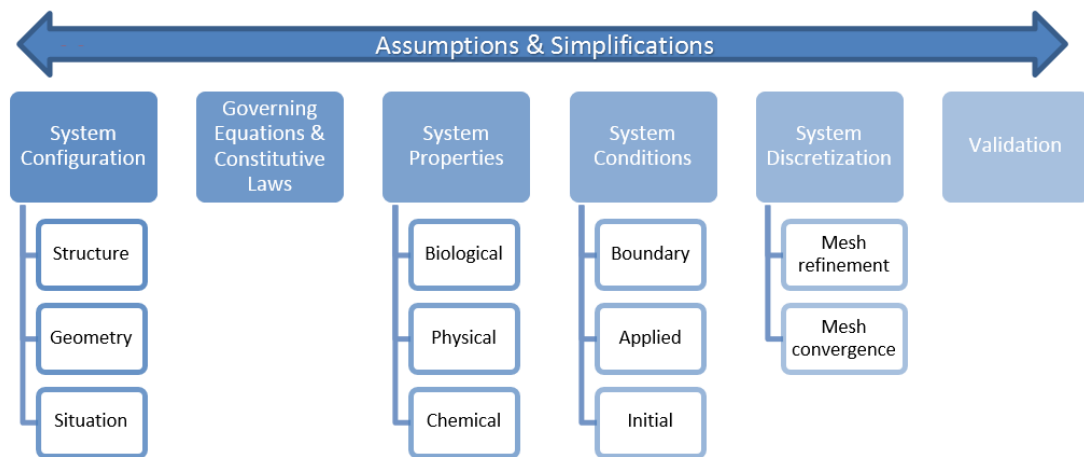 Assumptions & Simplifications
System
Configuration
Governing
Equations &
Constitutive
Laws
System
Properties
System
Conditions
System
Discretization
Validation
Structure
Geometry
Situation
Biological
Physical
Chemical
Boundary
Applied
Initial
Mesh
refinement
Mesh
convergence